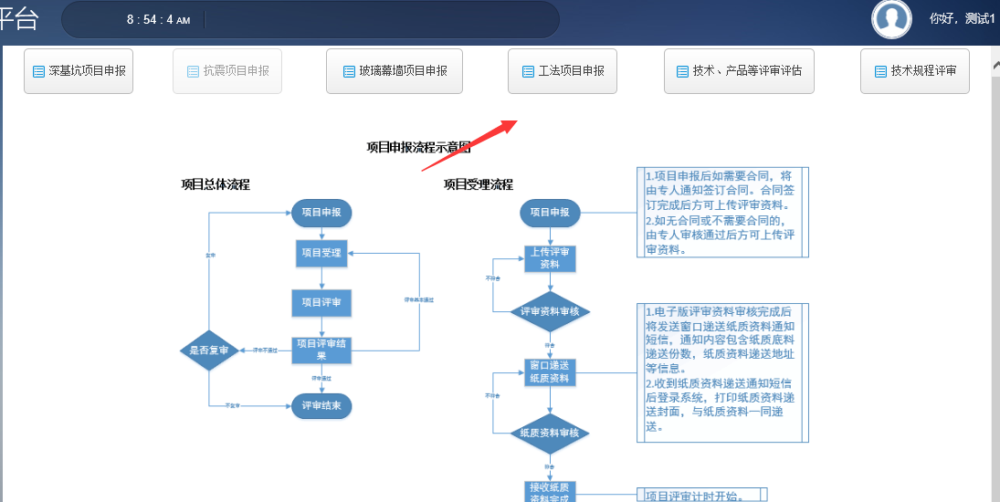 平台
8 : 54 : 4 AM
你好，测试1
深基坑项目申报
抗震项目申报
玻璃幕墙项目申报
工法项目申报
技术、产品等评审评估
技术规程评审
项目申报流程示意图
项目总体流程
项目申报
项目受理
项目评审
项目评审结
果
评审结束
是否复审
复审
不复审
评审不通过
评审通过
评审基本通过
项目受理流程
项目申报
上传评审
资料
不符合
评审资料审核
符合
窗口递送
纸质资料
不符合
纸质资料审核
符合
接收纸质
资料完成
1.项目申报后如需要合同，将
由专人通知签订合同。合同签
订完成后方可上传评审资料。
2.如无合同或不需要合同的，
由专人审核通过后方可上传评
审资料。
1.电子版评审资料审核完成后
将发送窗口递送纸质资料通知
短信，通知内容包含纸质底料
递送份数，纸质资料递送地址
等信息。
2.收到纸质资料递送通知短信
后登录系统，打印纸质资料递
送封面，与纸质资料一同递
送。
项目评审计时开始。